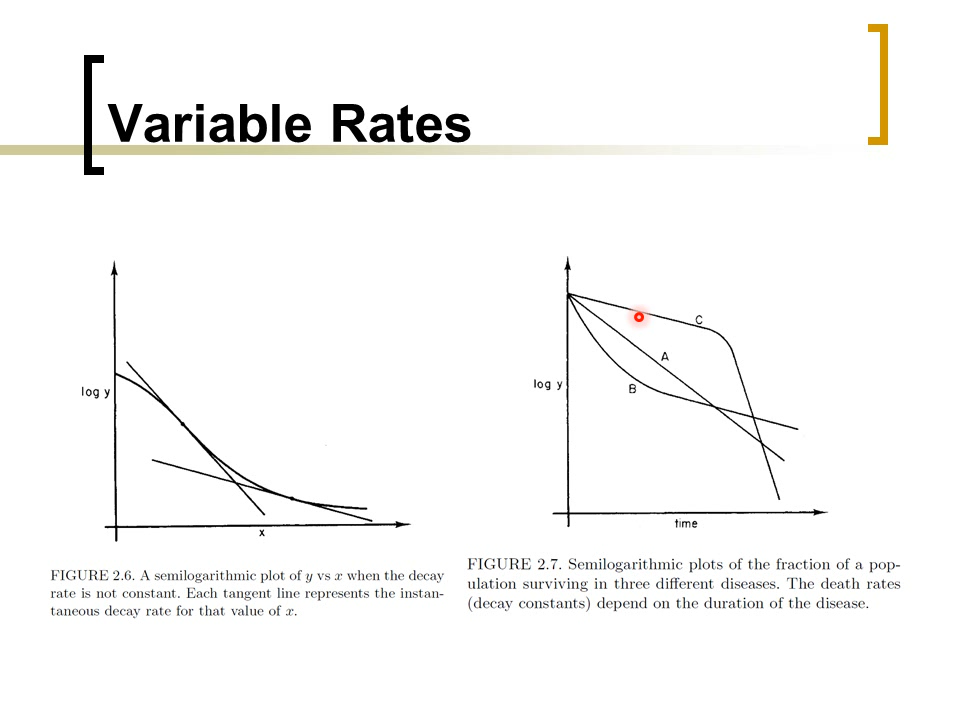 Variable Rates
log y
x
FIGURE 2.6. A semilogarithmic plot of y vs x when the decay
rate is not constant. Each tangent line represents the instan-
taneous decay rate for that value of x.
C
A
log y
B
time
FIGURE 2.7. Semilogarithmic plots of the fraction of a pop-
ulation surviving in three different diseases. The death rates
(decay constants) depend on the duration of the disease.